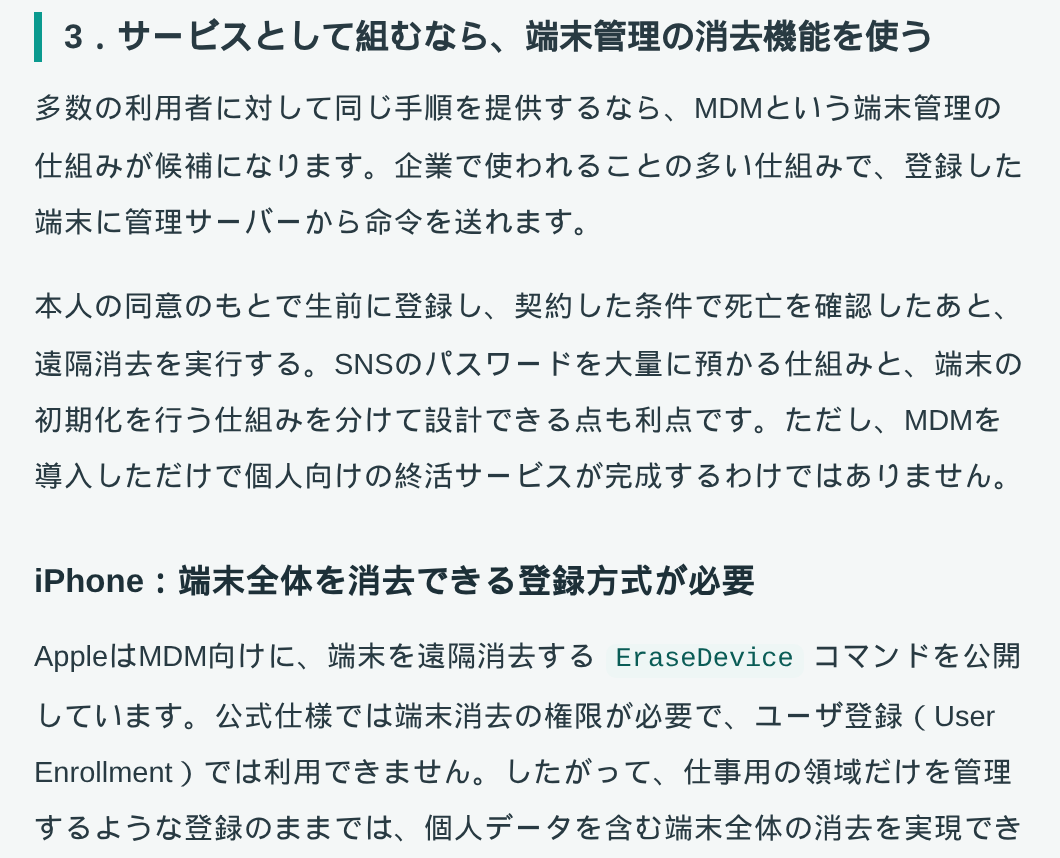 3．サービスとして組むなら、端末管理の消去機能を使う
多数の利用者に対して同じ手順を提供するなら、MDMという端末管理の
仕組みが候補になります。企業で使われることの多い仕組みで、登録した
端末に管理サーバーから命令を送れます。
本人の同意のもとで生前に登録し、契約した条件で死亡を確認したあと、
遠隔消去を実行する。SNSのパスワードを大量に預かる仕組みと、端末の
初期化を行う仕組みを分けて設計できる点も利点です。ただし、MDMを
導入しただけで個人向けの終活サービスが完成するわけではありません。
iPhone：端末全体を消去できる登録方式が必要
AppleはMDM向けに、端末を遠隔消去する EraseDevice コマンドを公開
しています。公式仕様では端末消去の権限が必要で、ユーザ登録（User
Enrollment）では利用できません。したがって、仕事用の領域だけを管理
するような登録のままでは、個人データを含む端末全体の消去を実現でき